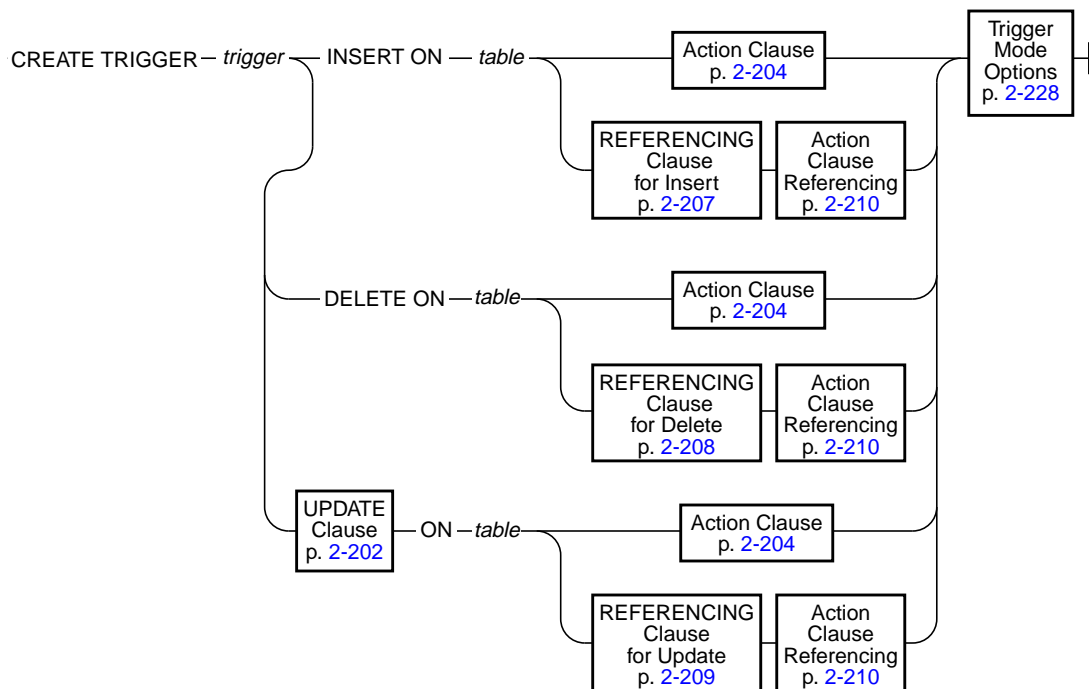 CREATE TRIGGER trigger INSERT ON table
Action Clause
p. 2-204
Trigger
Mode
Options
p. 2-228
REFERENCING
Clause
for Insert
p. 2-207
Action
Clause
Referencing
p. 2-210
DELETE ON table
Action Clause
p. 2-204
REFERENCING
Clause
for Delete
p. 2-208
Action
Clause
Referencing
p. 2-210
UPDATE
Clause
p. 2-202
ON table
Action Clause
p. 2-204
REFERENCING
Clause
for Update
p. 2-209
Action
Clause
Referencing
p. 2-210